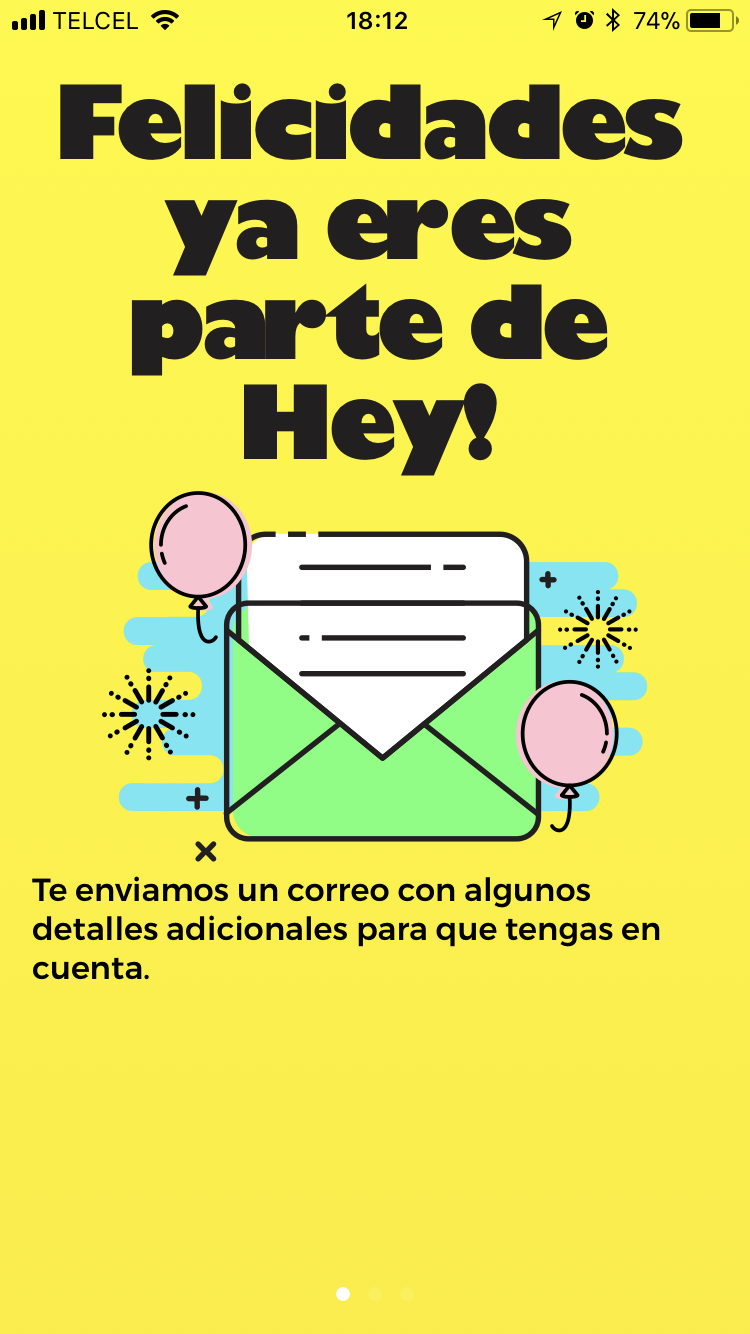 TELCEL 18:12 74%
Felicidades
ya eres
parte de
Hey!
Te enviamos un correo con algunos
detalles adicionales para que tengas en
cuenta.